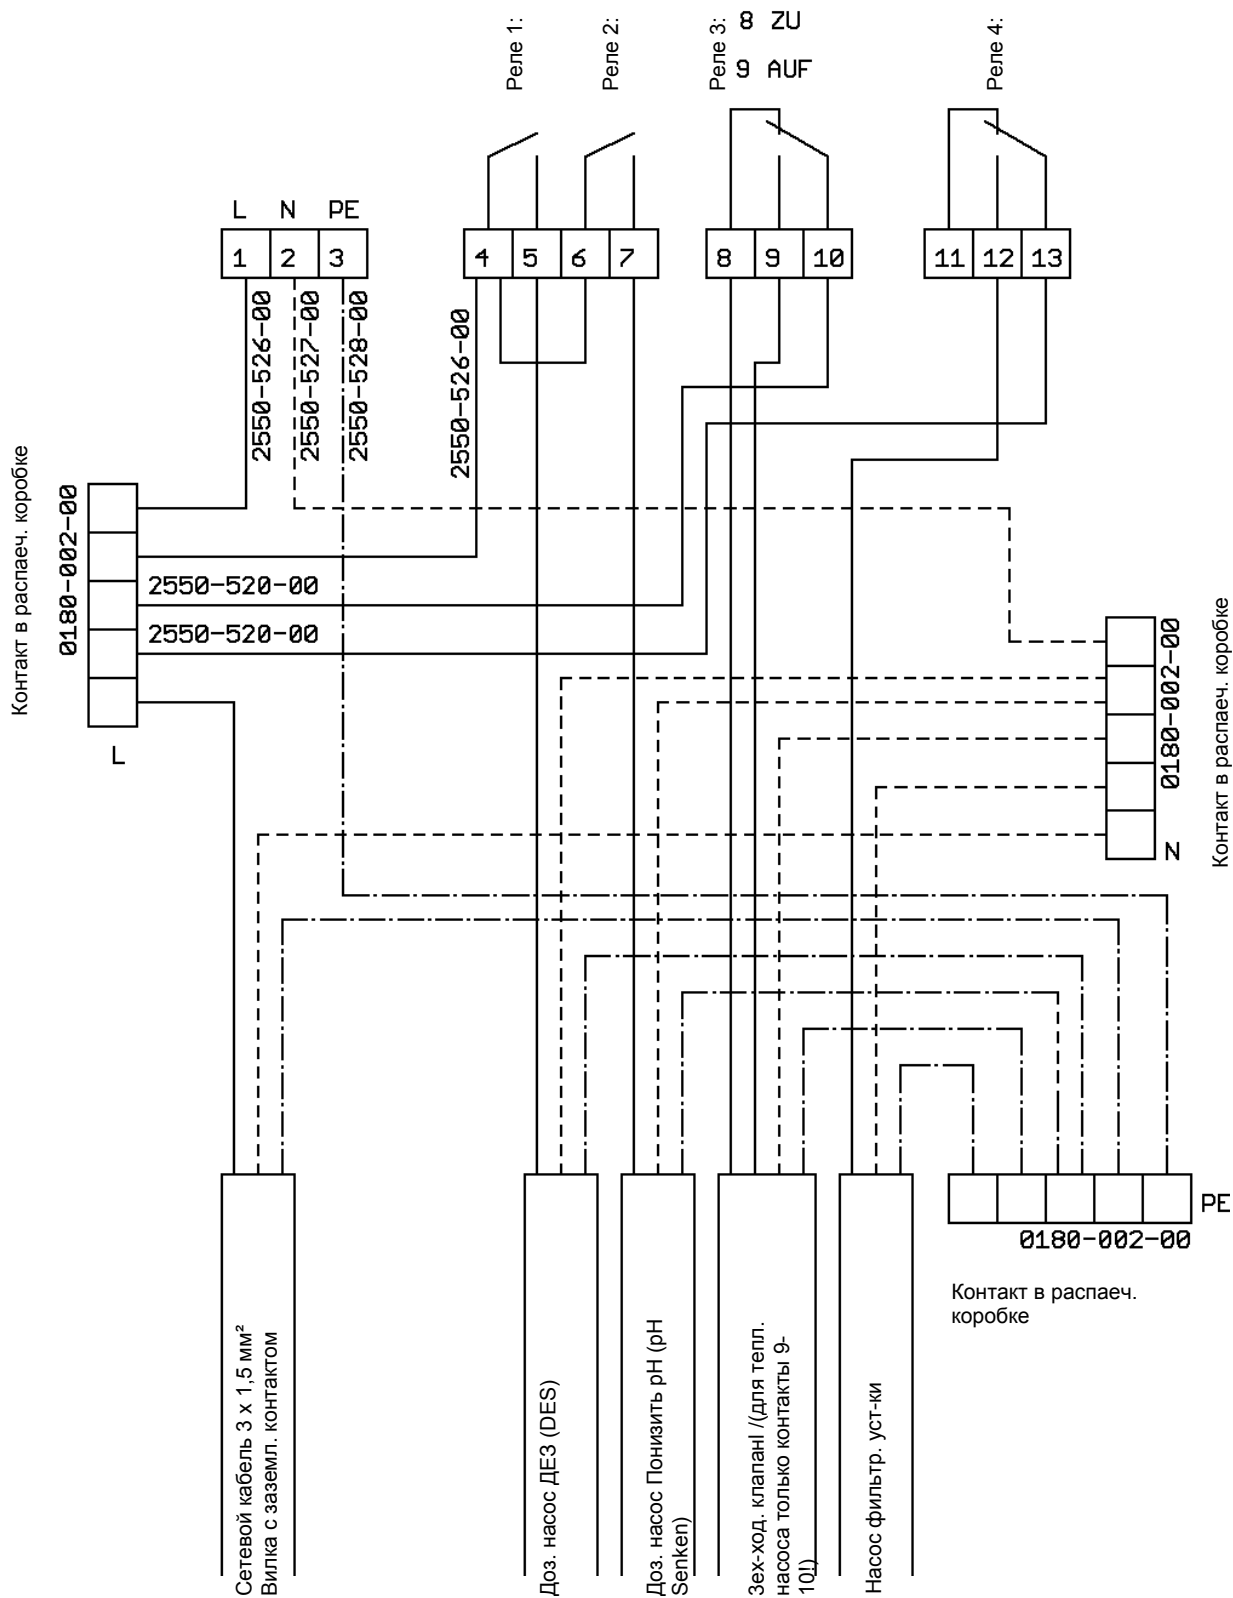 Реле 1:
Реле 2:
Реле 3:
8 ZU
9 AUF
Реле 4:
L N PE
1 2 3
4 5 6 7
8 9 10
11 12 13
2550-526-00
2550-527-00
2550-528-00
2550-526-00
Контакт в распаеч. коробке
0180-002-00
2550-520-00
2550-520-00
L
0180-002-00
Контакт в распаеч. коробке
N
PE
0180-002-00
Контакт в распаеч.
коробке
Сетевой кабель 3 x 1,5 мм²
Вилка с заземл. контактом
Доз. насос ДЕЗ (DES)
Доз. насос Понизить pH (pH
Senken)
3ех-ход. клапанl /(для тепл.
насоса только контакты 9-
10!)
Насос фильтр. уст-ки